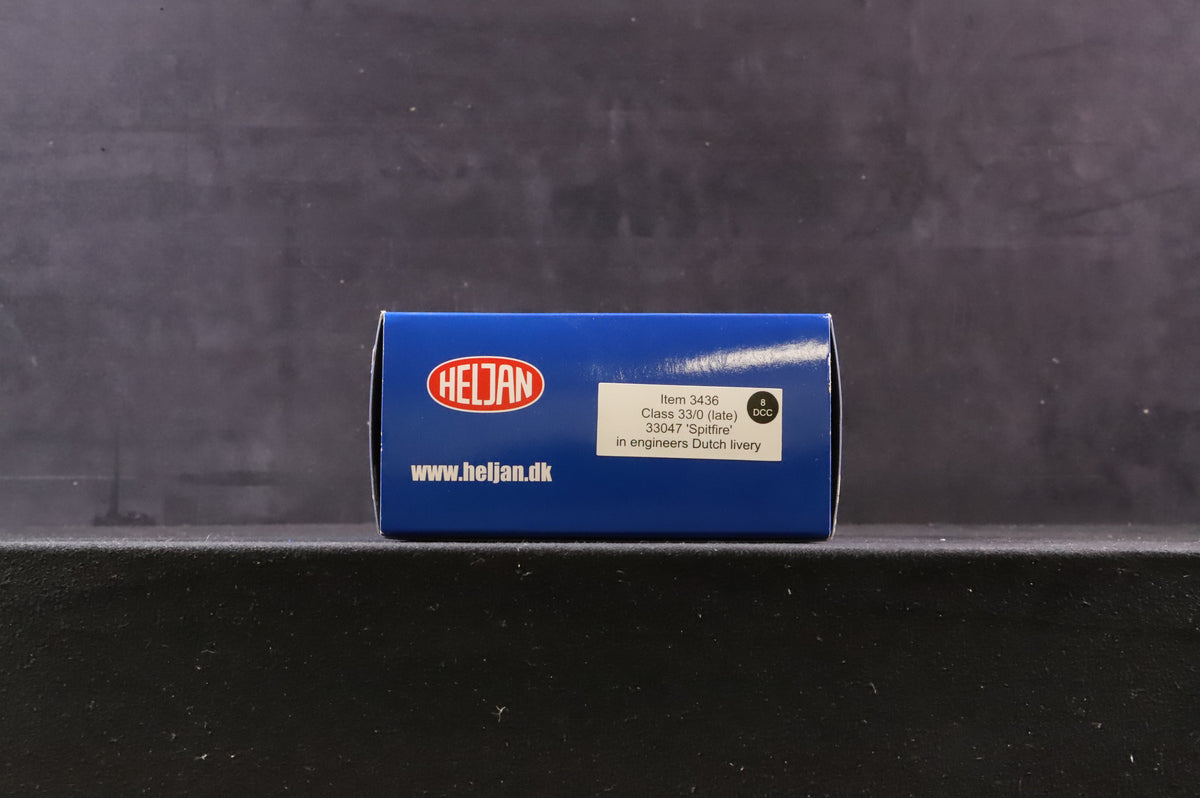 HELJAN
www.heljan.dk
Item 3436
Class 33/0 (late)
33047 'Spitfire'
in engineers Dutch livery
8
DCC